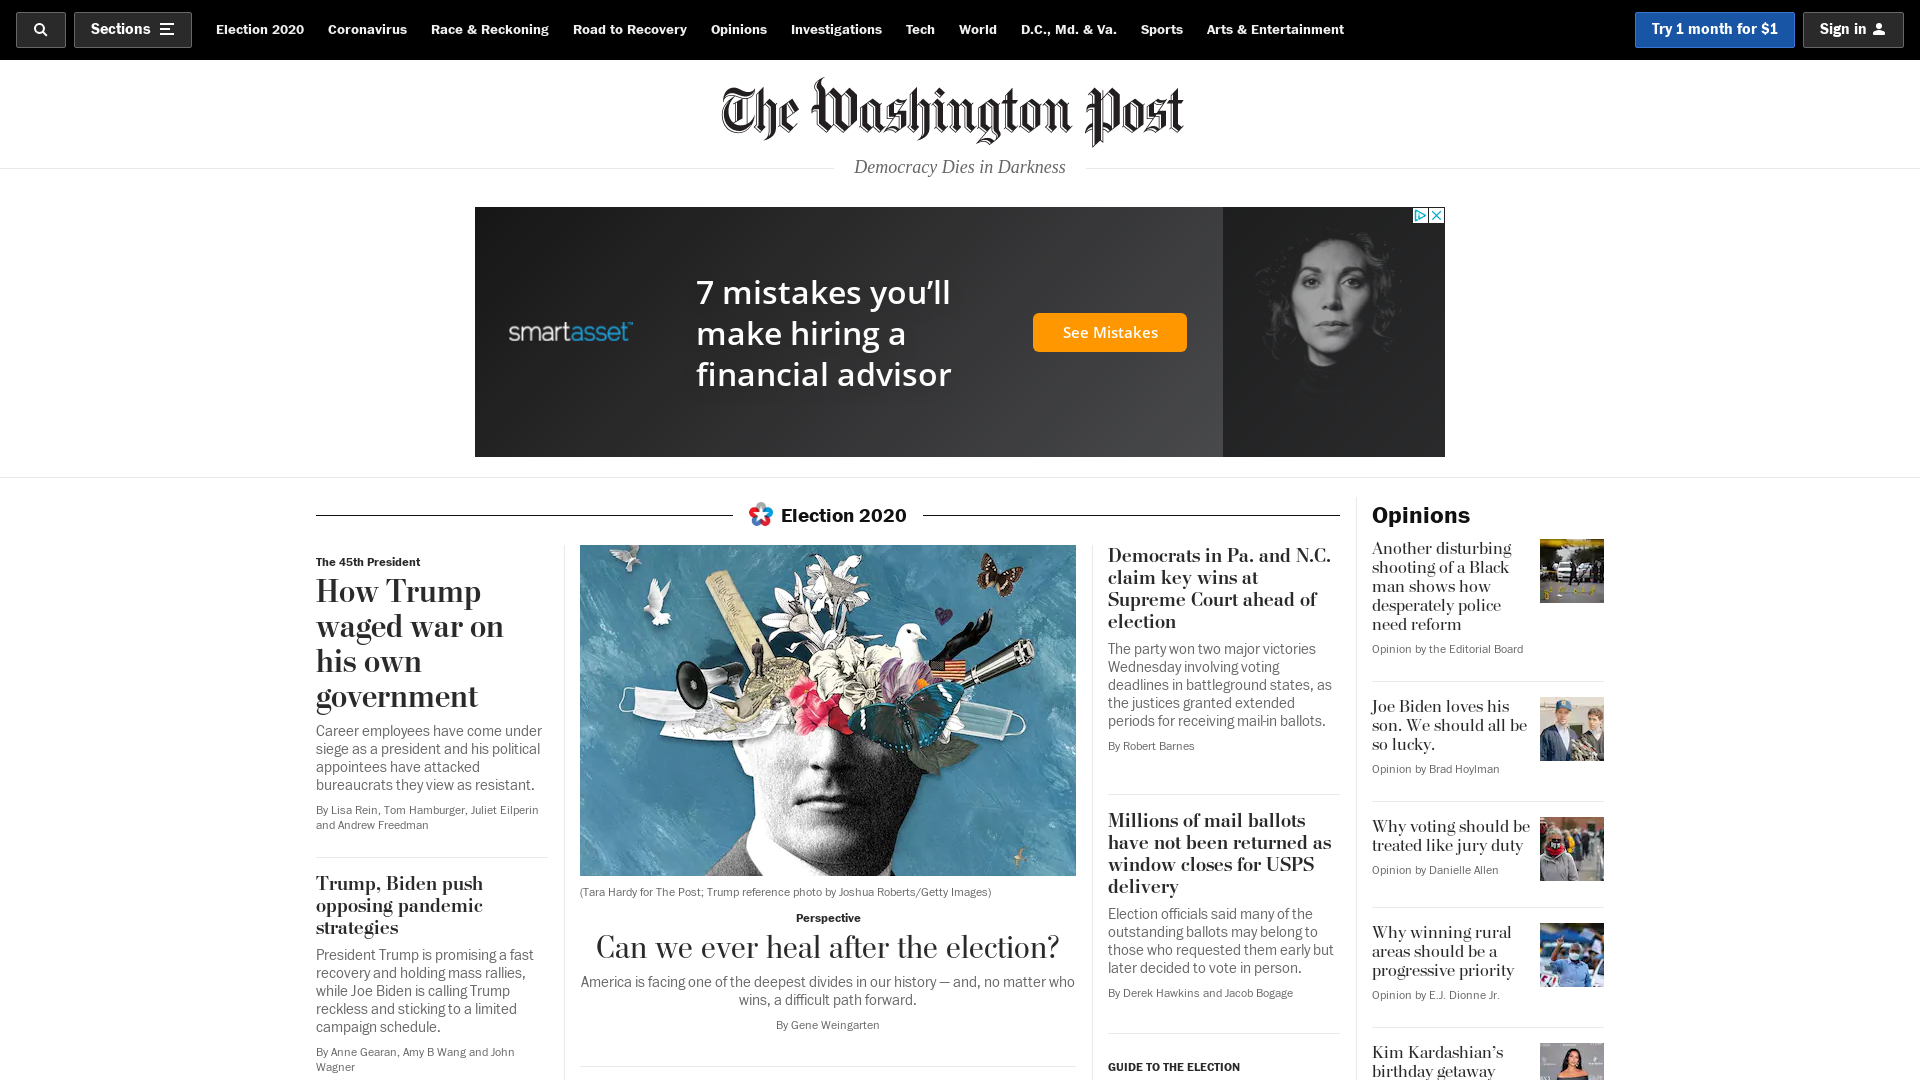 Sections
Election 2020
Coronavirus
Race & Reckoning
Road to Recovery
Opinions
Investigations
Tech
World
D.C., Md. & Va.
Sports
Arts & Entertainment
Try 1 month for $1
Sign in
The Washington Post
Democracy Dies in Darkness
smartasset™
7 mistakes you’ll
make hiring a
financial advisor
See Mistakes
Election 2020
The 45th President
How Trump
waged war on
his own
government
Career employees have come under
siege as a president and his political
appointees have attacked
bureaucrats they view as resistant.
By Lisa Rein, Tom Hamburger, Juliet Eilperin
and Andrew Freedman
Trump, Biden push
opposing pandemic
strategies
President Trump is promising a fast
recovery and holding mass rallies,
while Joe Biden is calling Trump
reckless and sticking to a limited
campaign schedule.
By Anne Gearan, Amy B Wang and John
Wagner
(Tara Hardy for The Post; Trump reference photo by Joshua Roberts/Getty Images)
Perspective
Can we ever heal after the election?
America is facing one of the deepest divides in our history — and, no matter who
wins, a difficult path forward.
By Gene Weingarten
Democrats in Pa. and N.C.
claim key wins at
Supreme Court ahead of
election
The party won two major victories
Wednesday involving voting
deadlines in battleground states, as
the justices granted extended
periods for receiving mail-in ballots.
By Robert Barnes
Millions of mail ballots
have not been returned as
window closes for USPS
delivery
Election officials said many of the
outstanding ballots may belong to
those who requested them early but
later decided to vote in person.
By Derek Hawkins and Jacob Bogage
GUIDE TO THE ELECTION
Opinions
Another disturbing
shooting of a Black
man shows how
desperately police
need reform
Opinion by the Editorial Board
Joe Biden loves his
son. We should all be
so lucky.
Opinion by Brad Hoylman
Why voting should be
treated like jury duty
Opinion by Danielle Allen
Why winning rural
areas should be a
progressive priority
Opinion by E.J. Dionne Jr.
Kim Kardashian’s
birthday getaway